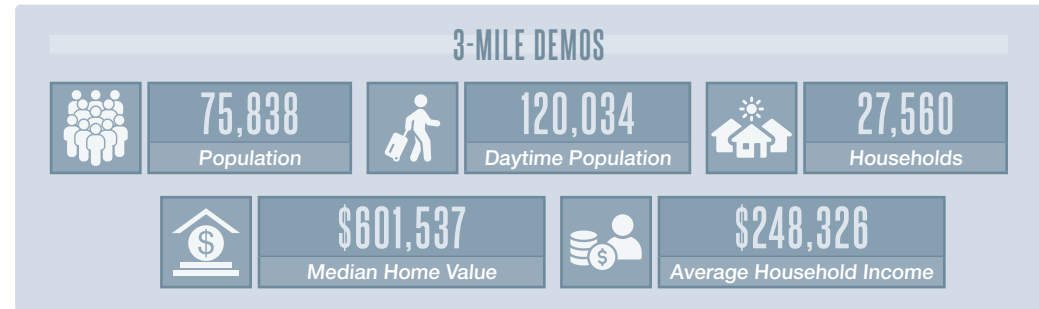 3-MILE DEMOS
75,838
Population
120,034
Daytime Population
27,560
Households
$601,537
Median Home Value
$248,326
Average Household Income